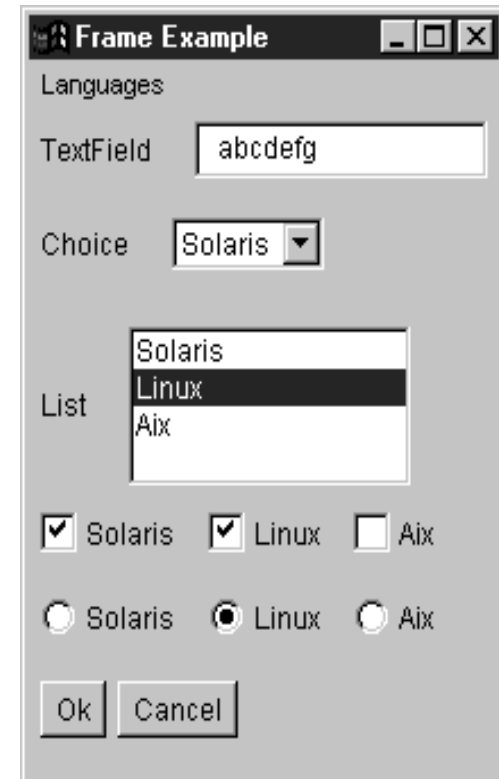 Frame Example
Languages
TextField abcdefg
Choice Solaris
Solaris
Linux
List
Aix
Solaris Linux Aix
Solaris Linux Aix
Ok Cancel